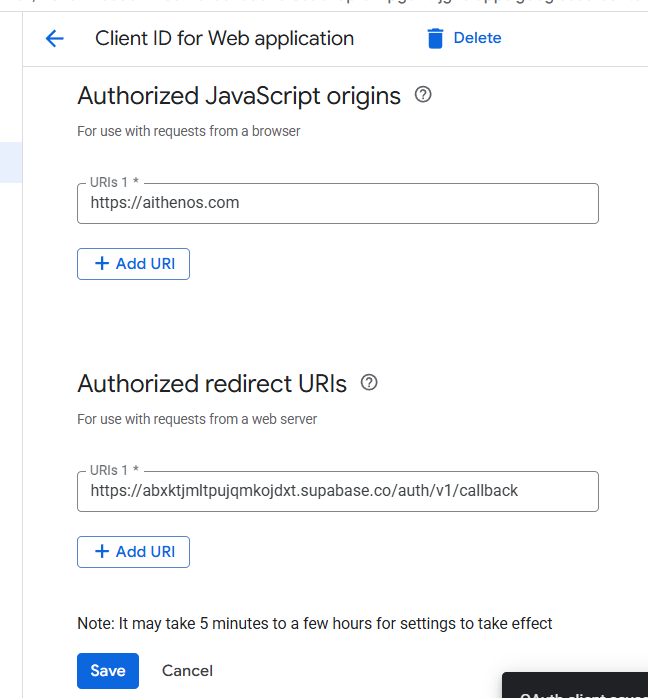 Client ID for Web application
Delete
Authorized JavaScript origins
For use with requests from a browser
URIs 1 *
https://aithenos.com
+ Add URI
Authorized redirect URIs
For use with requests from a web server
URIs 1 *
https://abxktjmltpujqmkojdxt.supabase.co/auth/v1/callback
+ Add URI
Note: It may take 5 minutes to a few hours for settings to take effect
Save
Cancel
OAuth client saved